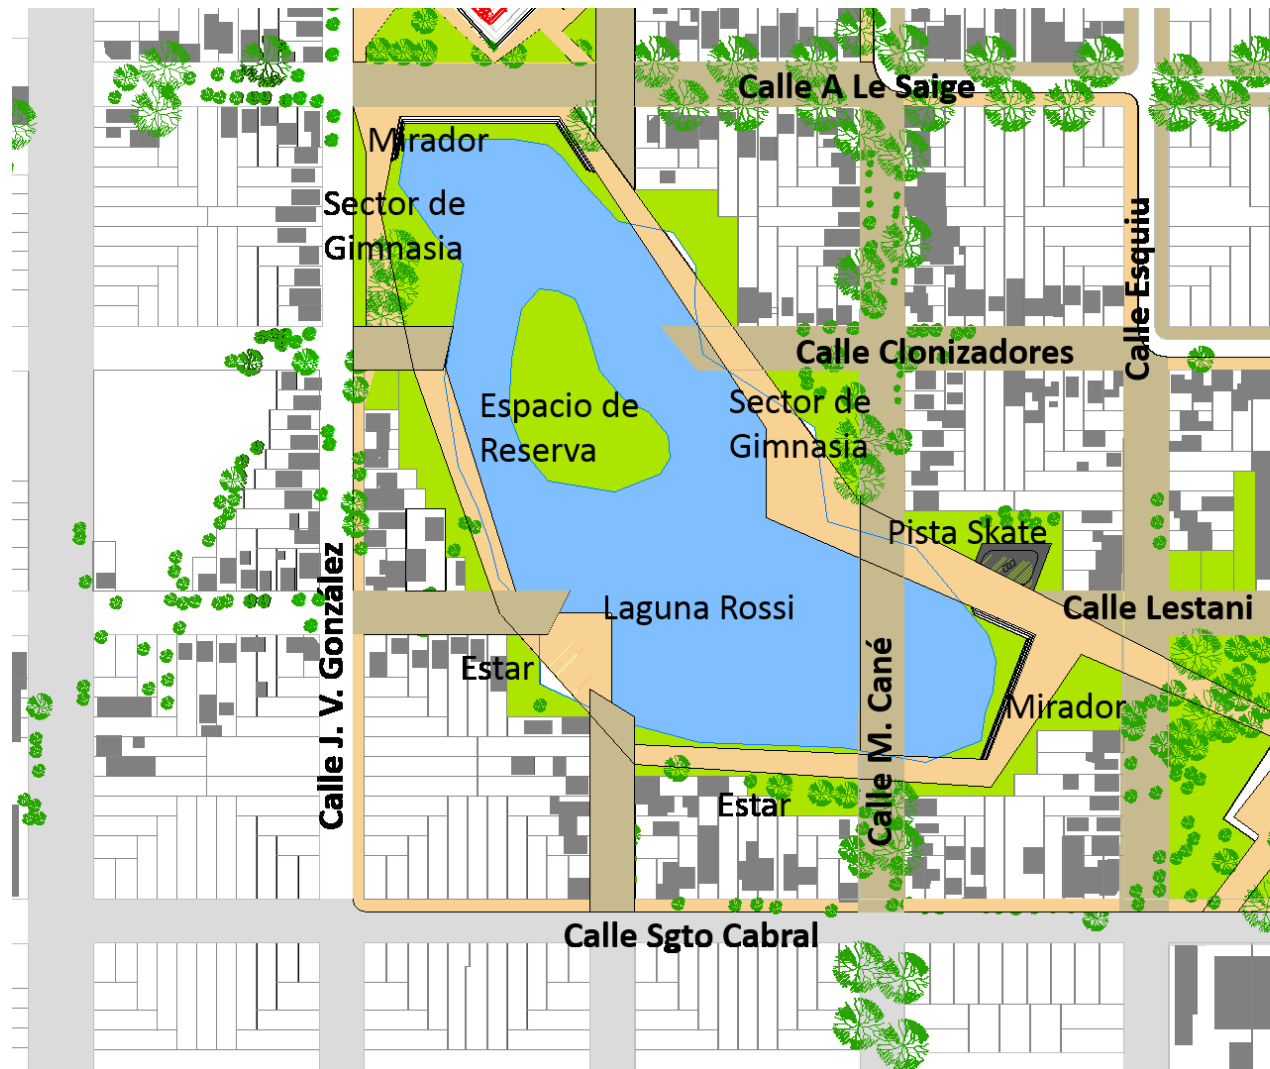 Calle A Le Saige
Mirador
Sector de
Gimnasia
Calle Esquiu
Calle Clonizadores
Espacio de
Reserva
Sector de
Gimnasia
Pista Skate
Calle J. V. González
Laguna Rossi
Calle Lestani
Estar
Calle M. Cané
Mirador
Estar
Calle Sgto Cabral